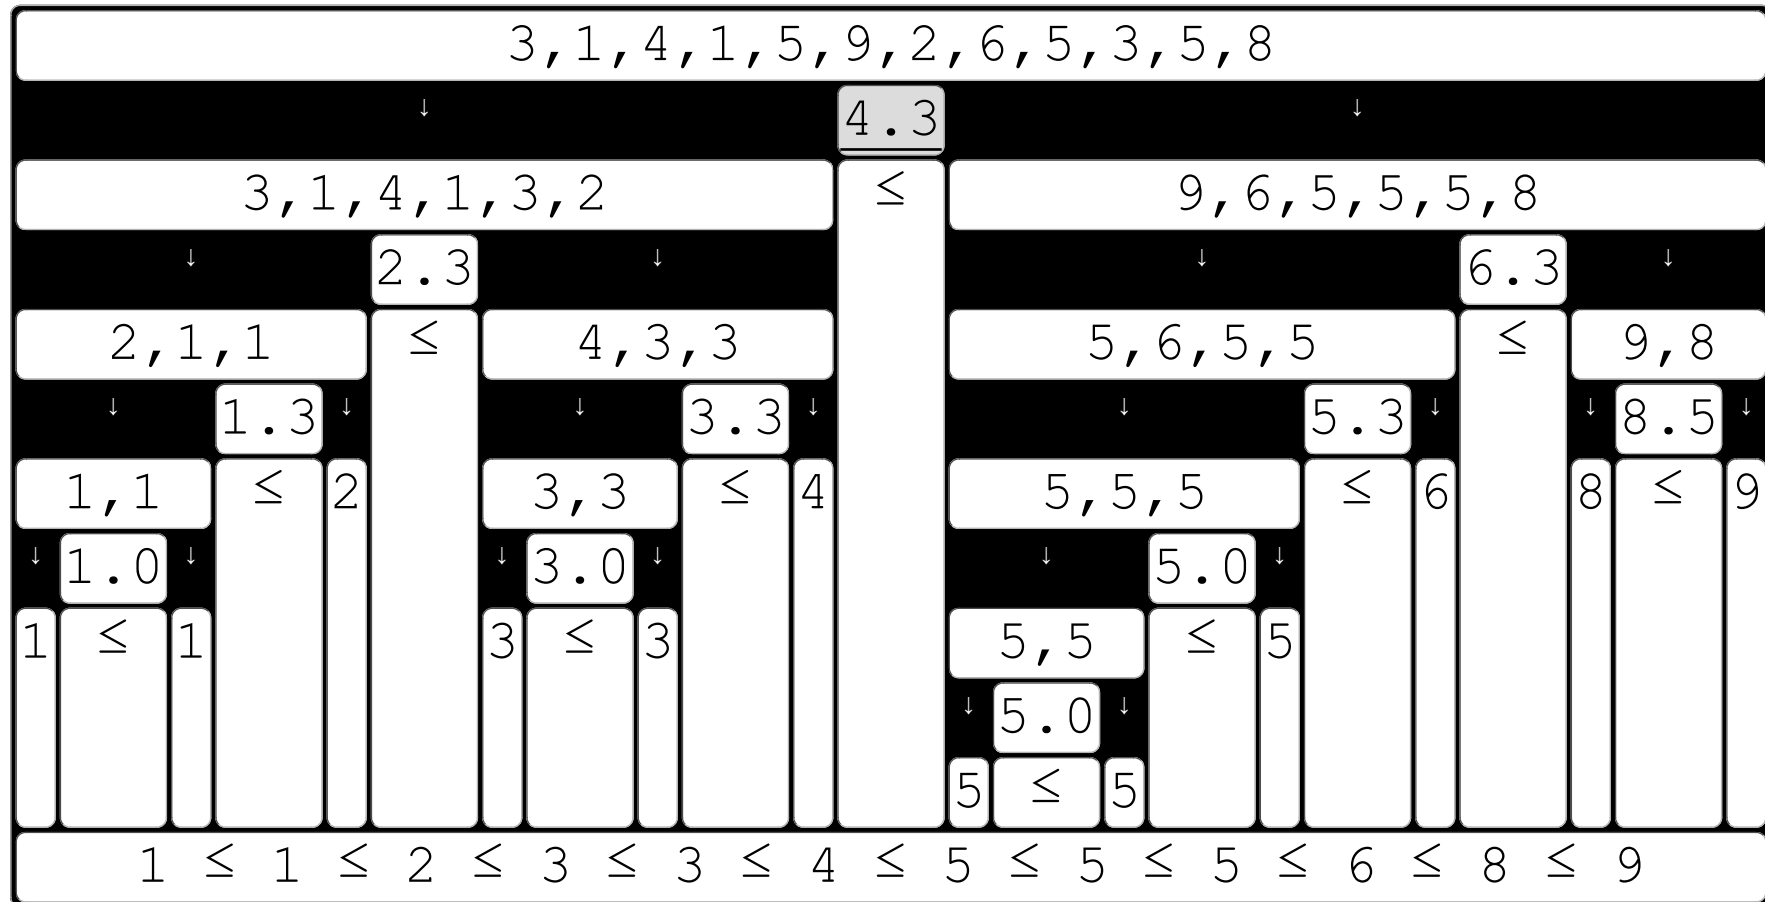 3,1,4,1,5,9,2,6,5,3,5,8
↓ 4.3 ↓
3,1,4,1,3,2 ≤ 9,6,5,5,5,8
↓ 2.3 ↓ ↓ 6.3 ↓
2,1,1 ≤ 4,3,3 5,6,5,5 ≤ 9,8
↓ 1.3 ↓ ↓ 3.3 ↓ ↓ 5.3 ↓ ↓ 8.5 ↓
1,1 ≤ 2 3,3 ≤ 4 5,5,5 ≤ 6 8 ≤ 9
↓ 1.0 ↓ ↓ 3.0 ↓ ↓ 5.0 ↓
1 ≤ 1 3 ≤ 3 5,5 ≤ 5
↓ 5.0 ↓
5 ≤ 5
1 ≤ 1 ≤ 2 ≤ 3 ≤ 3 ≤ 4 ≤ 5 ≤ 5 ≤ 5 ≤ 6 ≤ 8 ≤ 9